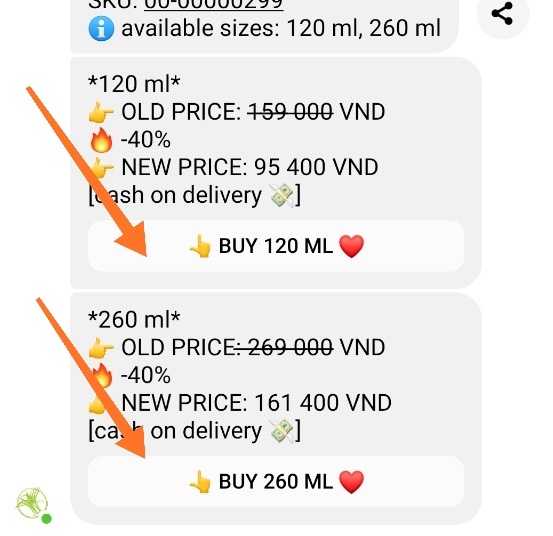 SKU: 00-00000299
ℹ️ available sizes: 120 ml, 260 ml
*120 ml*
👉 OLD PRICE: 159 000 VND
🔥 -40%
👉 NEW PRICE: 95 400 VND
[cash on delivery 💸]
👆 BUY 120 ML ❤️
*260 ml*
👉 OLD PRICE: 269 000 VND
🔥 -40%
👉 NEW PRICE: 161 400 VND
[cash on delivery 💸]
👆 BUY 260 ML ❤️